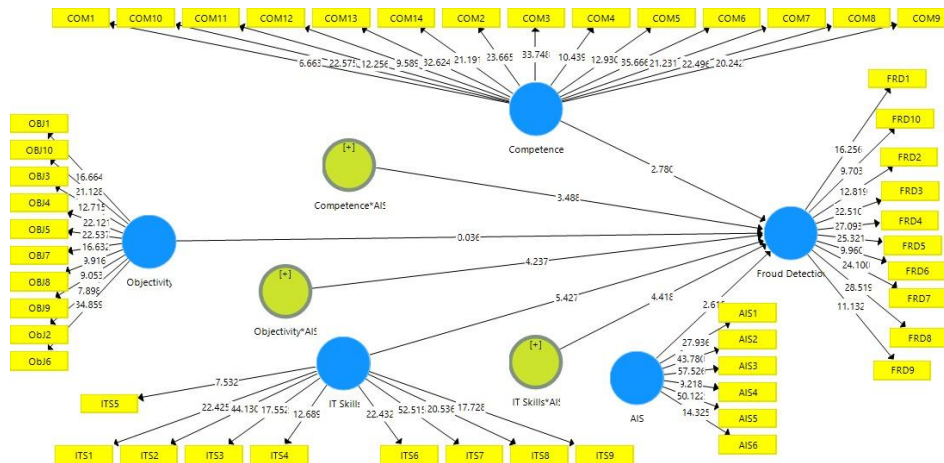 COM1 COM10 COM11 COM12 COM13 COM14 COM2 COM3 COM4 COM5 COM6 COM7 COM8 COM9
6.663 22.575 12.256 9.589 32.624 21.191 23.665 33.748 10.439 12.930 35.666 21.231 22.496 20.242
Competence
OBJ1
OBJ10
OBJ3
OBJ4
OBJ5
OBJ7
OBJ8
OBJ9
ObJ2
ObJ6
16.664
21.128
12.715
22.121
22.537
16.632
9.916
9.053
7.898
34.859
Objectivity
[+]
Competence*AIS
[+]
Objectivity*AIS
[+]
IT Skills*AIS
2.780
3.488
0.036
4.237
5.427
4.418
Froud Detection
FRD1
FRD10
FRD2
FRD3
FRD4
FRD5
FRD6
FRD7
FRD8
FRD9
16.256
9.703
12.819
22.510
27.093
25.321
9.960
24.100
28.519
11.132
IT Skills
7.532
22.425 44.130 17.552 12.689 22.432 52.515 20.536 17.728
ITS5
ITS1 ITS2 ITS3 ITS4 ITS6 ITS7 ITS8 ITS9
AIS
27.936
43.780
57.526
9.218
50.122
14.325
AIS1
AIS2
AIS3
AIS4
AIS5
AIS6